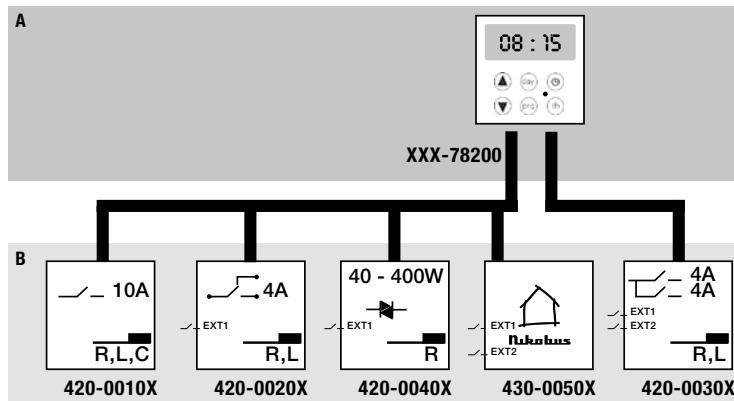 A
08 : 15
day
prg
ch
XXX-78200
B
10A
R,L,C
420-0010X
4A
EXT1
R,L
420-0020X
40 - 400W
EXT1
R
420-0040X
EXT1
Nikobus
EXT2
430-0050X
4A
4A
EXT1
EXT2
R,L
420-0030X